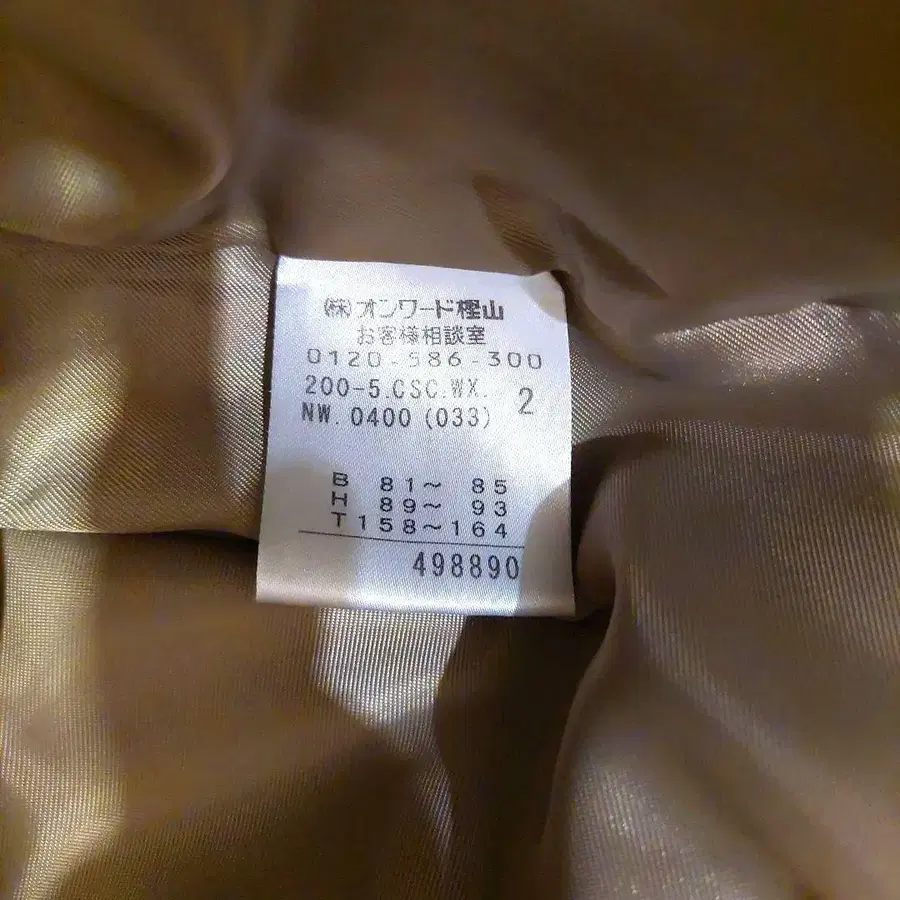 (株)オンワード樫山
お客様相談室
0120-586-300
200-5.CSC.WX. 2
NW.0400(033)
B 81~ 85
H 89~ 93
T 158~164
498890